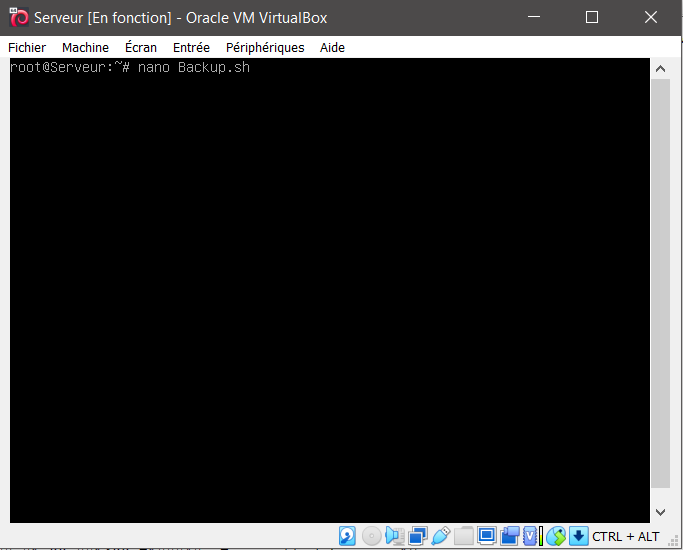 Serveur [En fonction] - Oracle VM VirtualBox
Fichier Machine Écran Entrée Périphériques Aide
root@Serveur:~# nano Backup.sh
CTRL + ALT